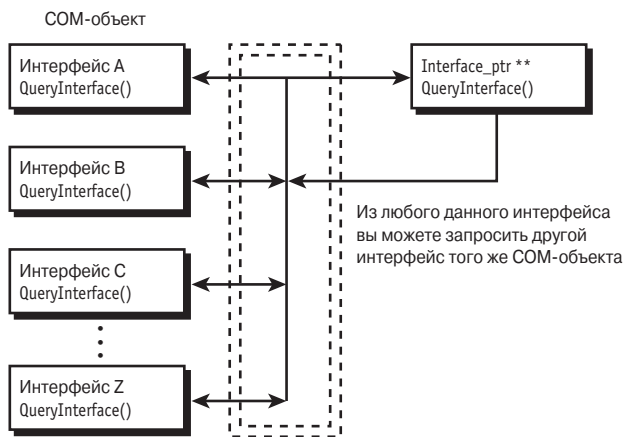 COM-объект
Интерфейс A
QueryInterface()
Interface_ptr **
QueryInterface()
Интерфейс B
QueryInterface()
Из любого данного интерфейса
вы можете запросить другой
интерфейс того же COM-объекта
Интерфейс C
QueryInterface()
Интерфейс Z
QueryInterface()